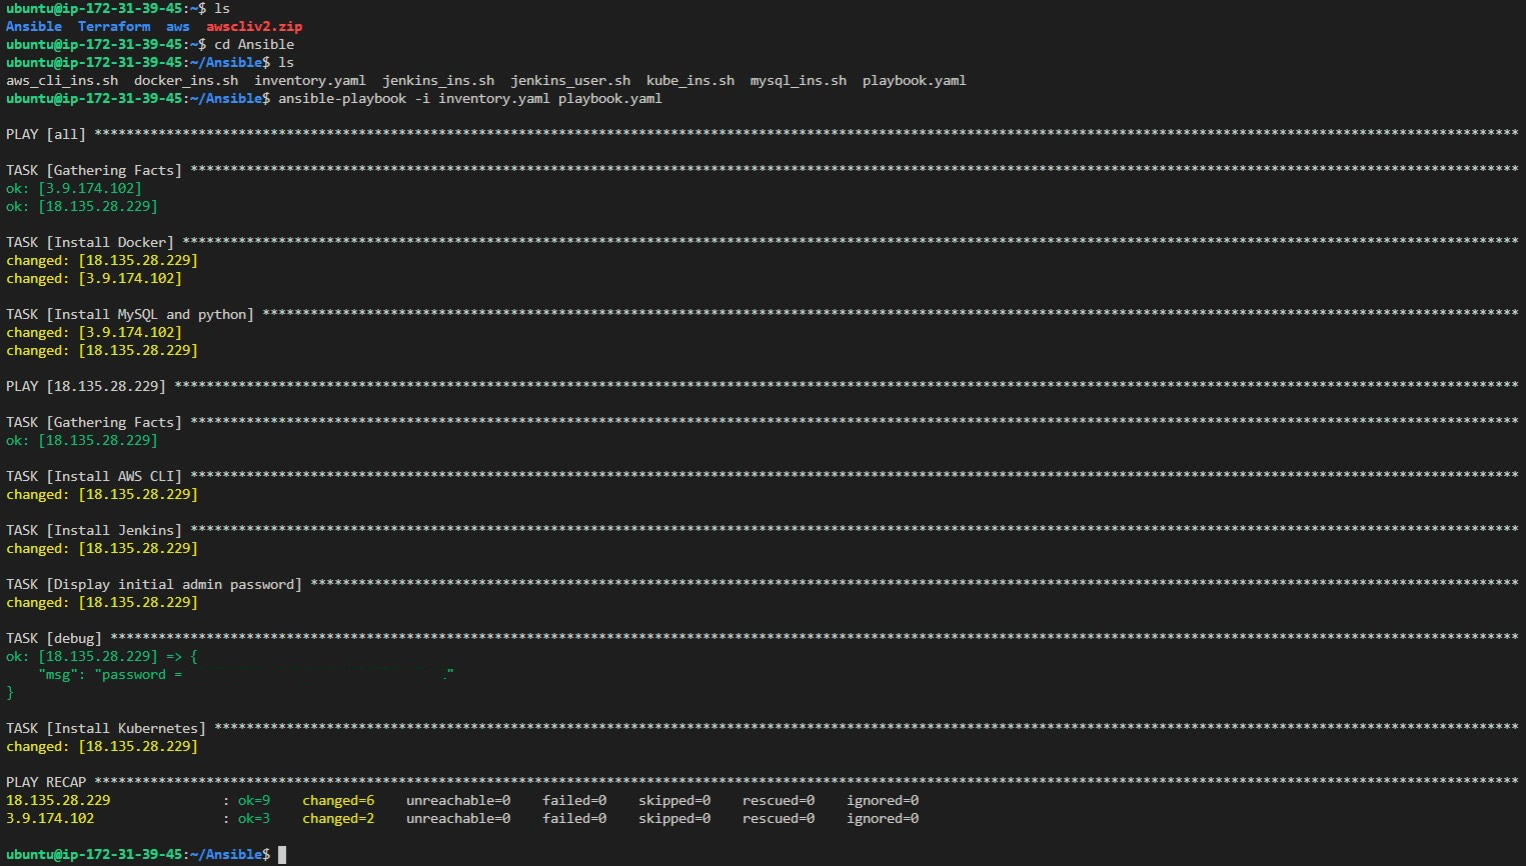 ubuntu@ip-172-31-39-45:~$ ls
Ansible  Terraform  aws  awscliv2.zip
ubuntu@ip-172-31-39-45:~$ cd Ansible
ubuntu@ip-172-31-39-45:~/Ansible$ ls
aws_cli_ins.sh  docker_ins.sh  inventory.yaml  jenkins_ins.sh  jenkins_user.sh  kube_ins.sh  mysql_ins.sh  playbook.yaml
ubuntu@ip-172-31-39-45:~/Ansible$ ansible-playbook -i inventory.yaml playbook.yaml
PLAY [all] **********************************************************************************************************************************************************************************
TASK [Gathering Facts] **********************************************************************************************************************************************************************
ok: [3.9.174.102]
ok: [18.135.28.229]
TASK [Install Docker] ***********************************************************************************************************************************************************************
changed: [18.135.28.229]
changed: [3.9.174.102]
TASK [Install MySQL and python] *************************************************************************************************************************************************************
changed: [3.9.174.102]
changed: [18.135.28.229]
PLAY [18.135.28.229] ************************************************************************************************************************************************************************
TASK [Gathering Facts] **********************************************************************************************************************************************************************
ok: [18.135.28.229]
TASK [Install AWS CLI] **********************************************************************************************************************************************************************
changed: [18.135.28.229]
TASK [Install Jenkins] **********************************************************************************************************************************************************************
changed: [18.135.28.229]
TASK [Display initial admin password] *******************************************************************************************************************************************************
changed: [18.135.28.229]
TASK [debug] ********************************************************************************************************************************************************************************
ok: [18.135.28.229] => {
    "msg": "password = ."
}
TASK [Install Kubernetes] *******************************************************************************************************************************************************************
changed: [18.135.28.229]
PLAY RECAP **********************************************************************************************************************************************************************************
18.135.28.229              : ok=9    changed=6    unreachable=0    failed=0    skipped=0    rescued=0    ignored=0
3.9.174.102                : ok=3    changed=2    unreachable=0    failed=0    skipped=0    rescued=0    ignored=0
ubuntu@ip-172-31-39-45:~/Ansible$